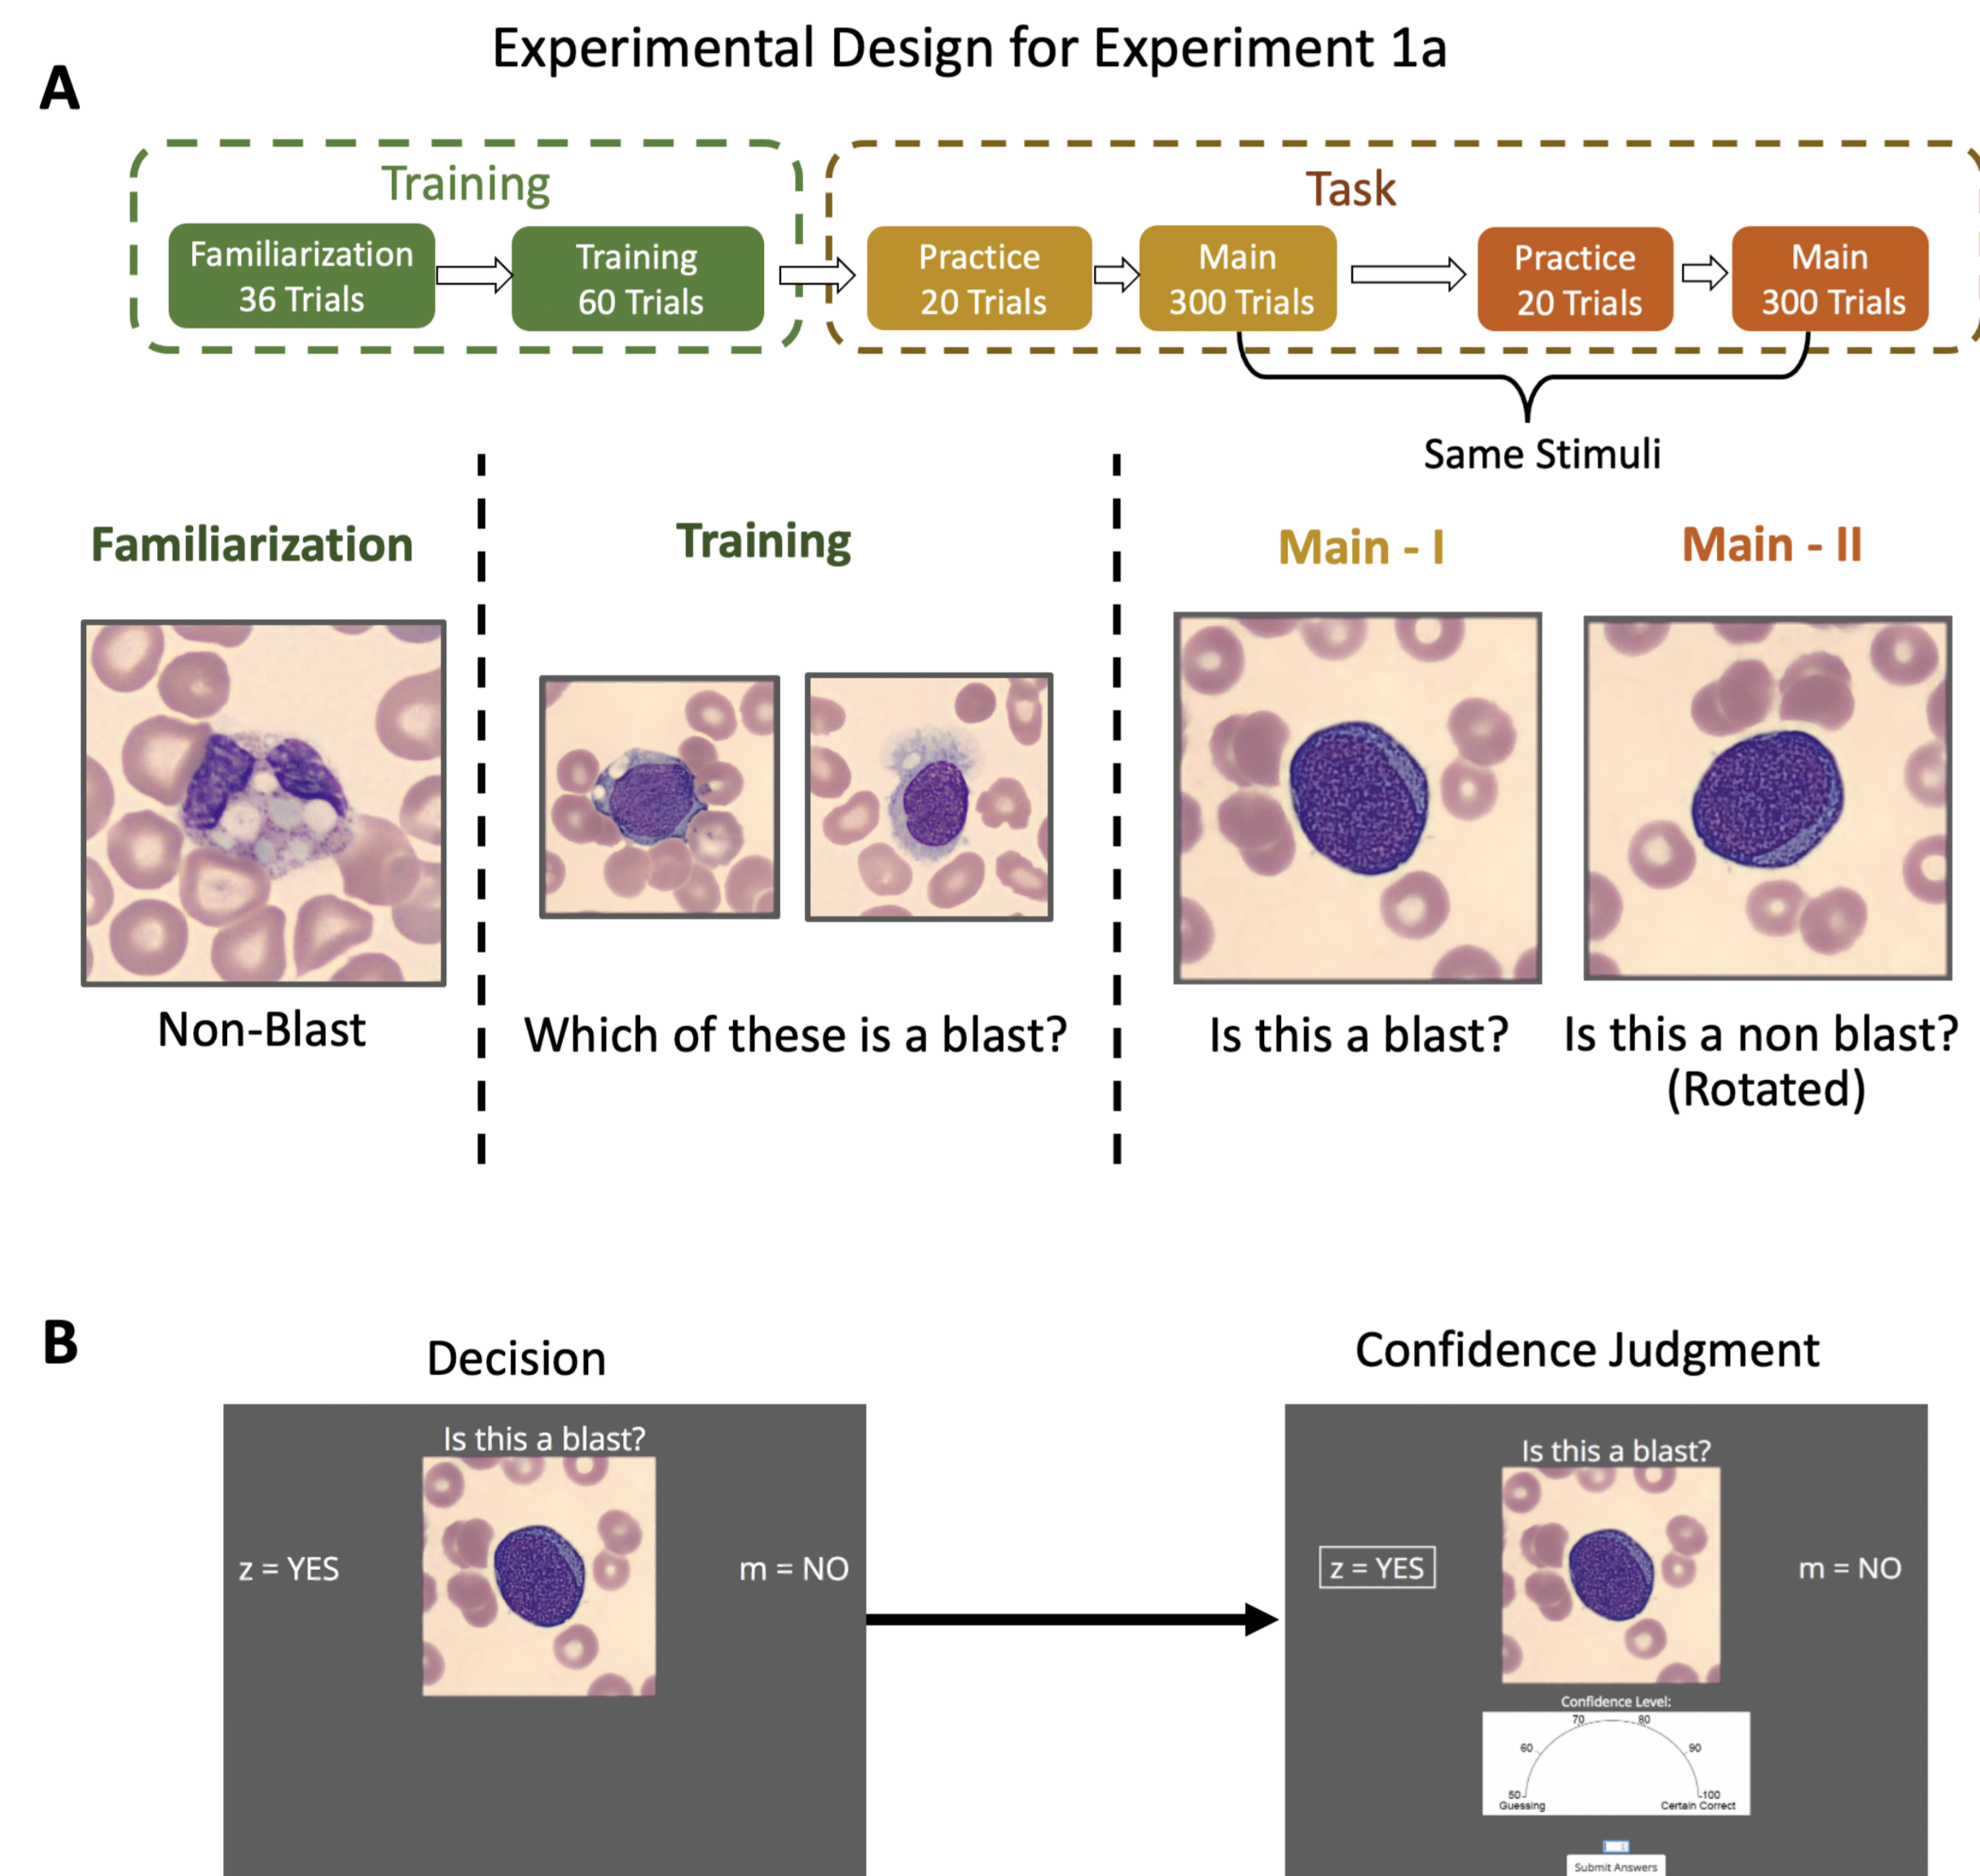 Experimental Design for Experiment 1a
A
Training
Task
Familiarization
36 Trials
Training
60 Trials
Practice
20 Trials
Main
300 Trials
Practice
20 Trials
Main
300 Trials
Same Stimuli
Familiarization
Training
Main - I
Main - II
Non-Blast
Which of these is a blast?
Is this a blast?
Is this a non blast?
(Rotated)
B
Decision
Confidence Judgment
Is this a blast?
z = YES
m = NO
Is this a blast?
z = YES
m = NO
Confidence Level:
70
80
60
90
50
100
Guessing
Certain Correct
Submit Answers